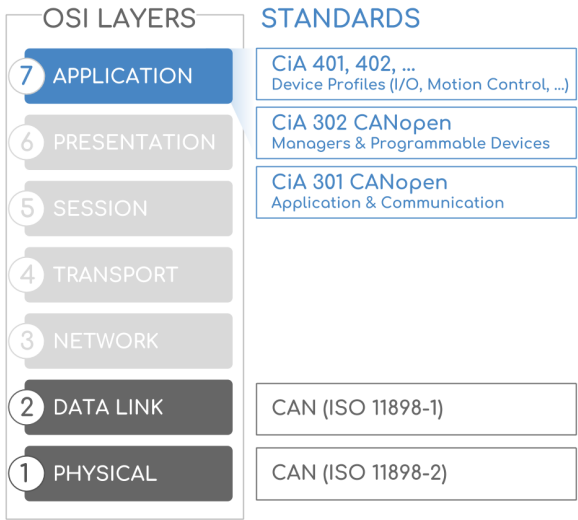 OSI LAYERS
STANDARDS
7 APPLICATION
CiA 401, 402, ...
Device Profiles (I/O, Motion Control, ...)
6 PRESENTATION
CiA 302 CANopen
Managers & Programmable Devices
5 SESSION
CiA 301 CANopen
Application & Communication
4 TRANSPORT
3 NETWORK
2 DATA LINK
CAN (ISO 11898-1)
1 PHYSICAL
CAN (ISO 11898-2)